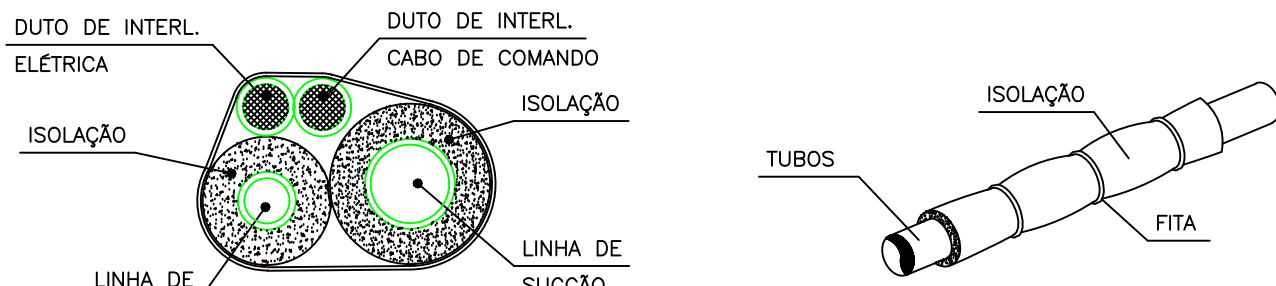 DUTO DE INTERL.
ELÉTRICA
DUTO DE INTERL.
CABO DE COMANDO
ISOLAÇÃO
ISOLAÇÃO
LINHA DE
LINHA DE
SUCÇÃO
ISOLAÇÃO
TUBOS
FITA